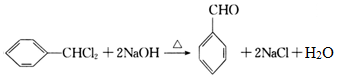 CHO
CHCl₂ + 2NaOH △ → + 2NaCl + H₂O